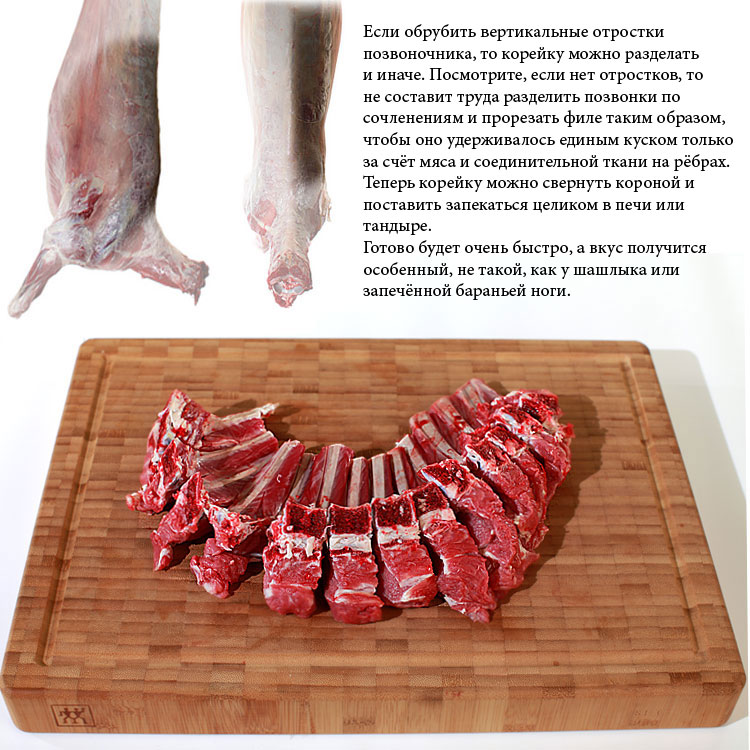 Если обрубить вертикальные отростки
позвоночника, то корейку можно разделать
и иначе. Посмотрите, если нет отростков, то
не составит труда разделить позвонки по
сочленениям и прорезать филе таким образом,
чтобы оно удерживалось единым куском только
за счёт мяса и соединительной ткани на рёбрах.
Теперь корейку можно свернуть короной и
поставить запекаться целиком в печи или
тандыре.
Готово будет очень быстро, а вкус получится
особенный, не такой, как у шашлыка или
запечённой бараньей ноги.